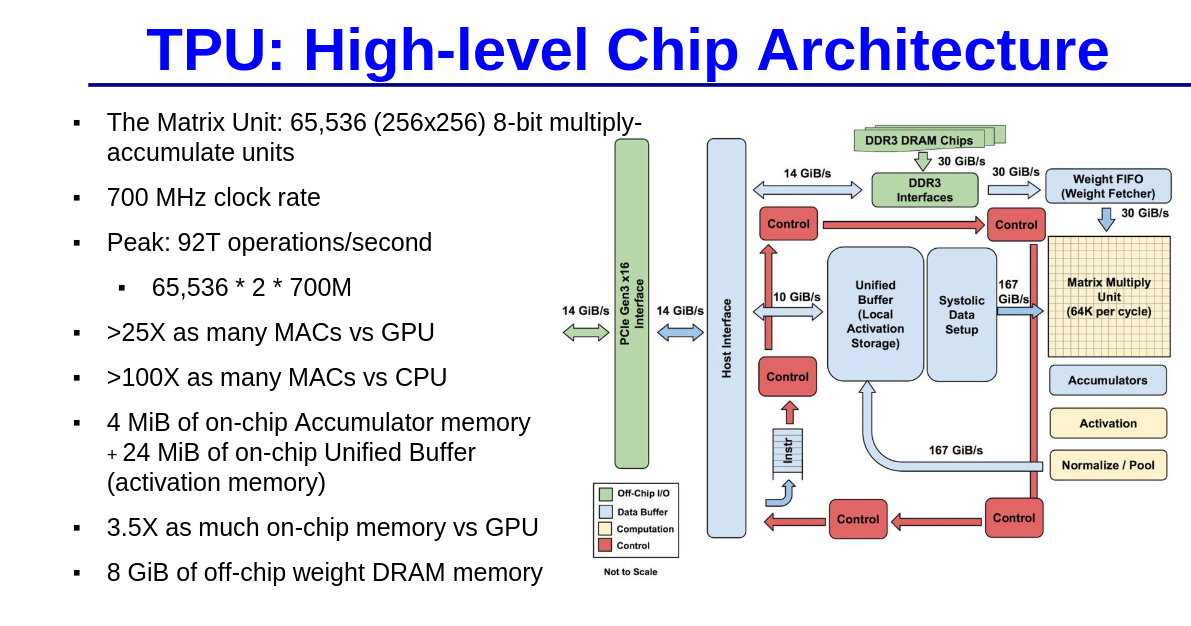 TPU: High-level Chip Architecture
▪ The Matrix Unit: 65,536 (256x256) 8-bit multiply-
accumulate units
▪ 700 MHz clock rate
▪ Peak: 92T operations/second
▪ 65,536 * 2 * 700M
▪ >25X as many MACs vs GPU
▪ >100X as many MACs vs CPU
▪ 4 MiB of on-chip Accumulator memory
+ 24 MiB of on-chip Unified Buffer
(activation memory)
▪ 3.5X as much on-chip memory vs GPU
▪ 8 GiB of off-chip weight DRAM memory
DDR3 DRAM Chips
30 GiB/s
14 GiB/s
DDR3
Interfaces
30 GiB/s
Weight FIFO
(Weight Fetcher)
30 GiB/s
Control
Control
14 GiB/s
PCIe Gen3 x16
Interface
14 GiB/s
Host Interface
10 GiB/s
Unified
Buffer
(Local
Activation
Storage)
Systolic
Data
Setup
167
GiB/s
Matrix Multiply
Unit
(64K per cycle)
Control
Accumulators
Activation
Instr
167 GiB/s
Normalize / Pool
Control
Control
Off-Chip I/O
Data Buffer
Computation
Control
Not to Scale